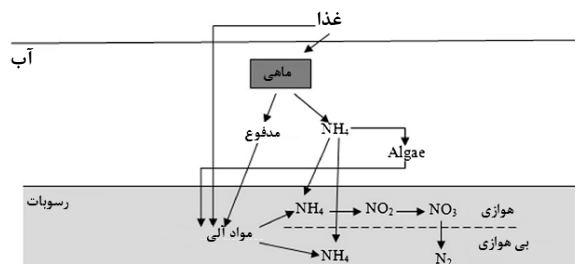 غذا
آب
ماهی
مدفوع
NH₄
Algae
رسوبات
NH₄
NO₂
NO₃
هوازی
مواد آلی
بی هوازی
NH₄
N₂